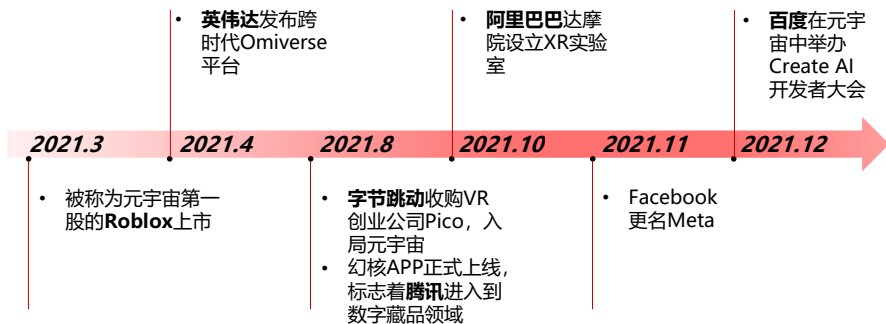 • 英伟达发布跨
时代Omiverse
平台
• 阿里巴巴达摩
院设立XR实验
室
• 百度在元宇
宙中举办
Create AI
开发者大会
2021.3
2021.4
2021.8
2021.10
2021.11
2021.12
• 被称为元宇宙第一
股的Roblox上市
• 字节跳动收购VR
创业公司Pico，入
局元宇宙
• 幻核APP正式上线，
标志着腾讯进入到
数字藏品领域
• Facebook
更名Meta